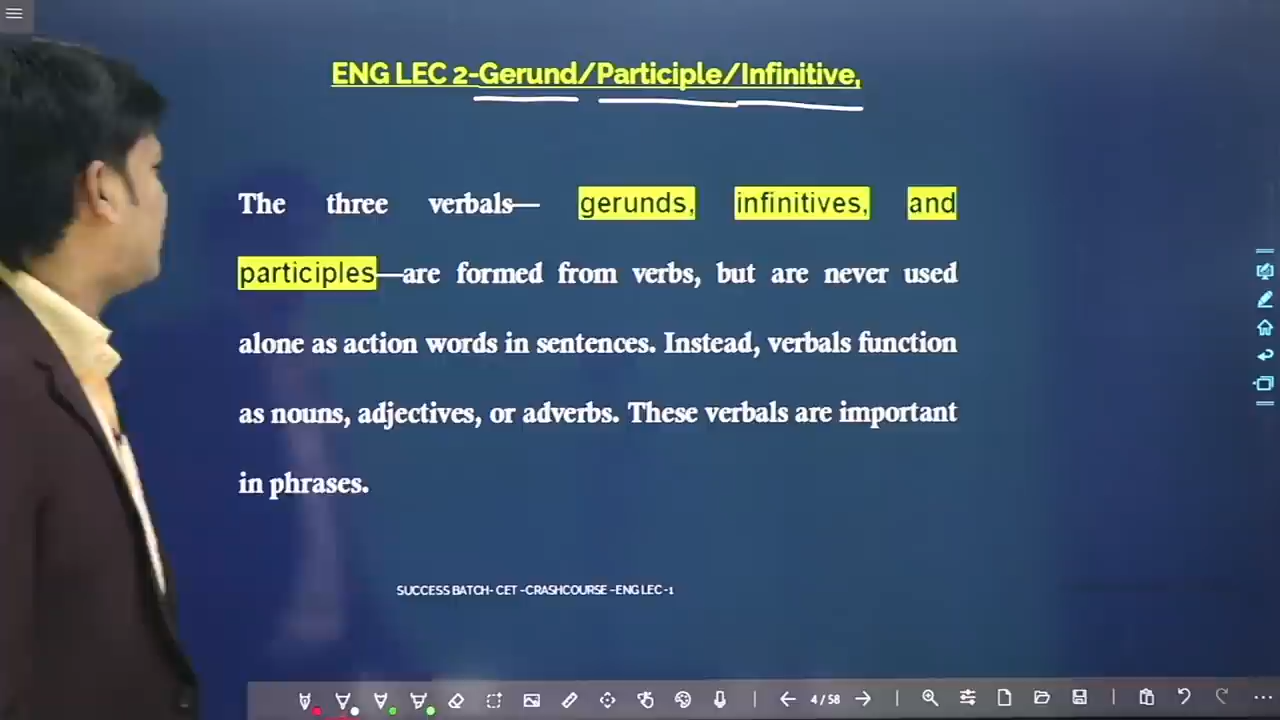 ENG LEC 2-Gerund/Participle/Infinitive,
The three verbals— gerunds, infinitives, and
participles—are formed from verbs, but are never used
alone as action words in sentences. Instead, verbals function
as nouns, adjectives, or adverbs. These verbals are important
in phrases.
SUCCESS BATCH- CET -CRASHCOURSE -ENG LEC -1
4 / 58